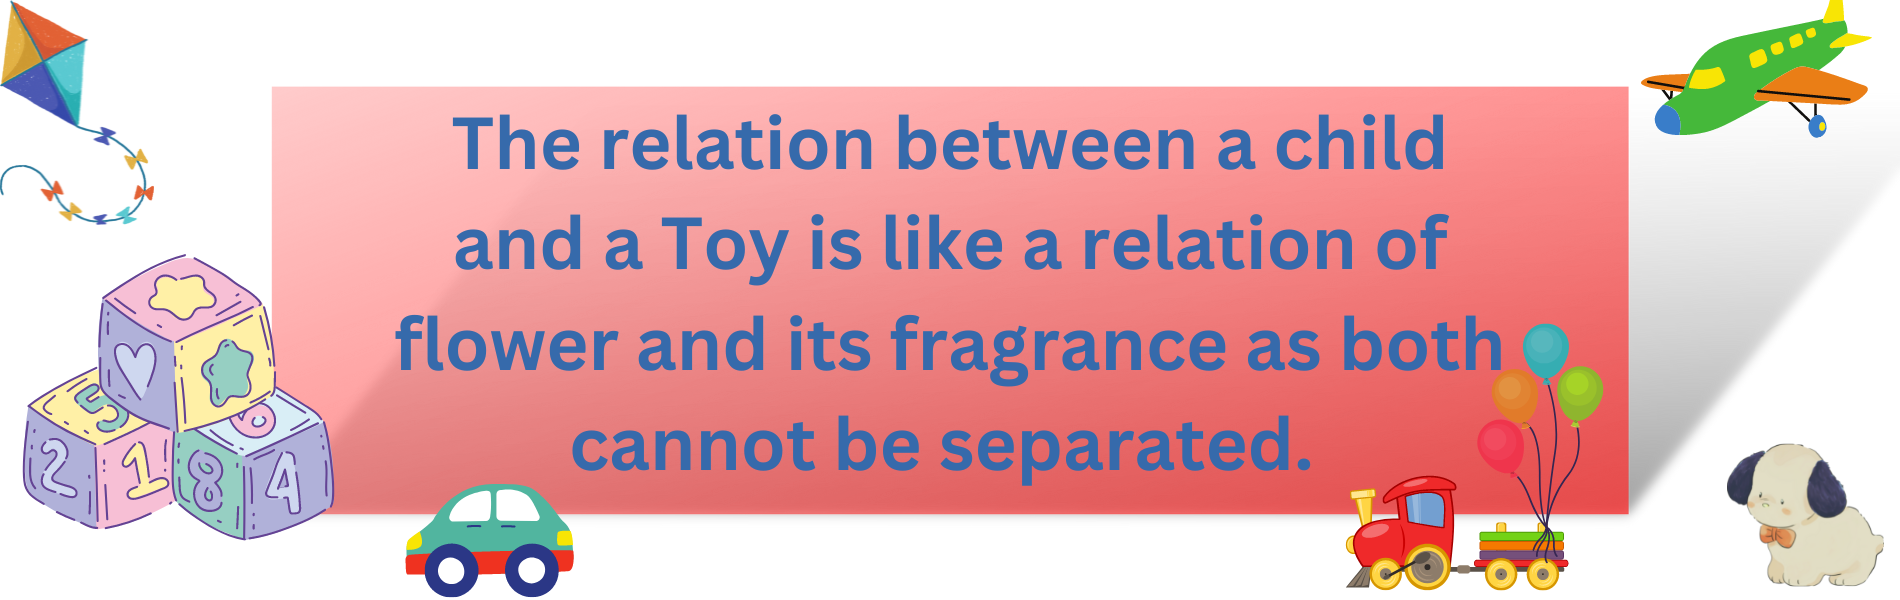 The relation between a child
and a Toy is like a relation of
flower and its fragrance as both
cannot be separated.
5
6
2
1
8
4